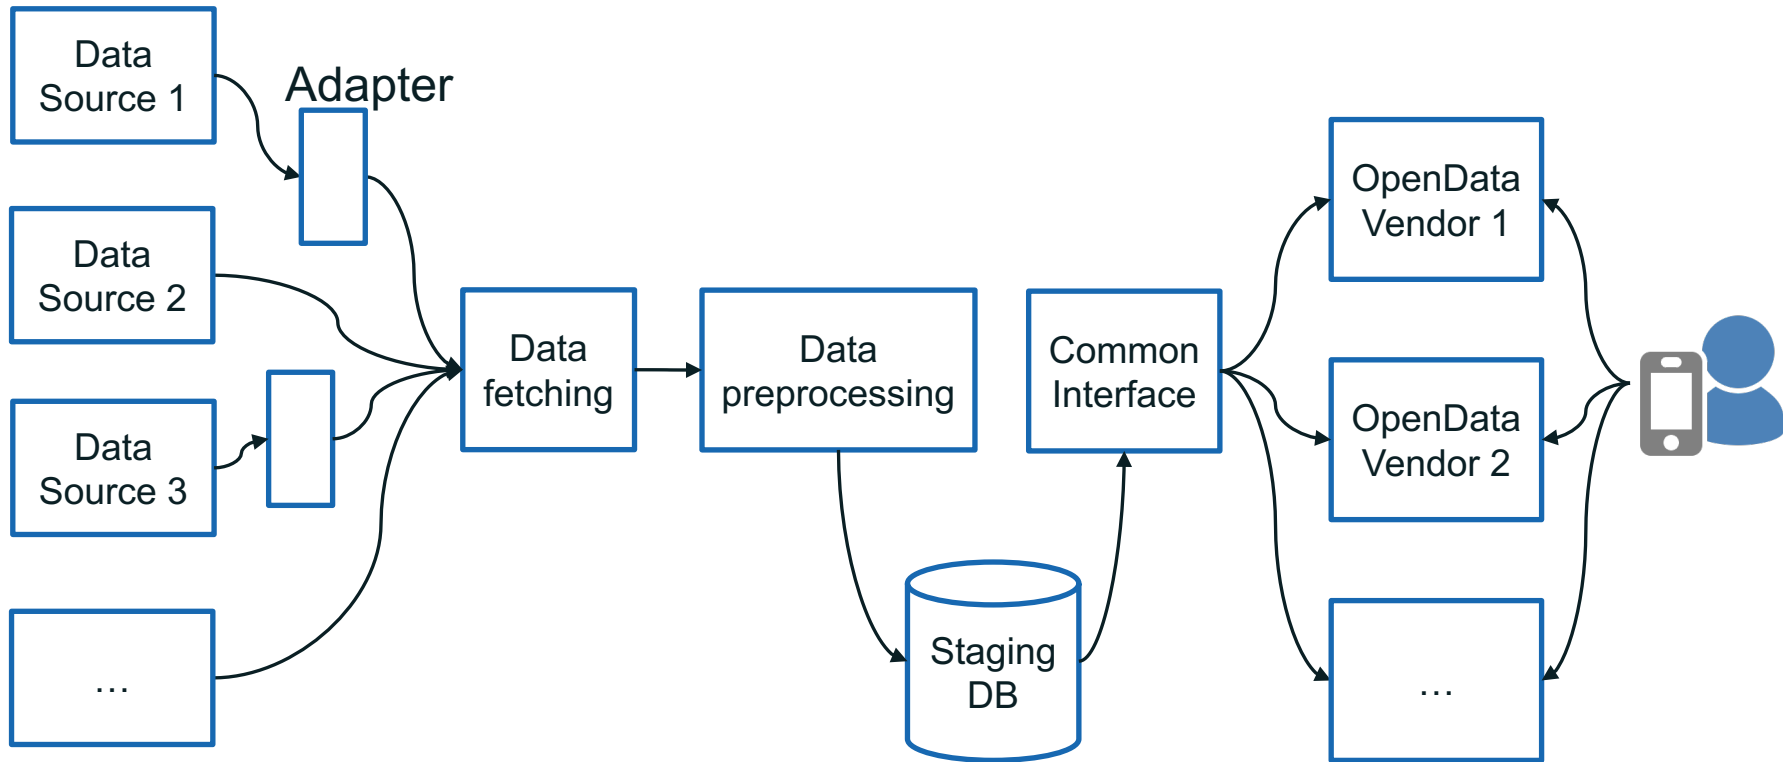 Data
Source 1
Adapter
Data
Source 2
Data
Source 3
...
Data
fetching
Data
preprocessing
Staging
DB
Common
Interface
OpenData
Vendor 1
OpenData
Vendor 2
...